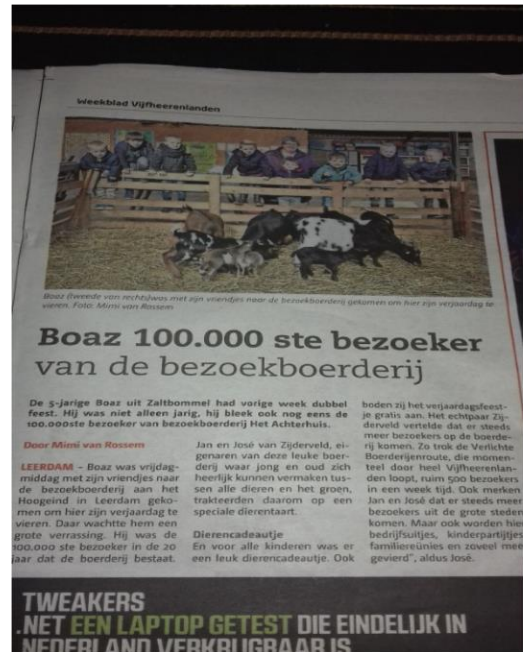 Weekblad Vijfheerenlanden
Boaz (tweede van rechts)was met zijn vriendjes naar de bezoekboerderij gekomen om hier zijn verjaardag te
vieren. Foto: Mimi van Rossem
Boaz 100.000 ste bezoeker
van de bezoekboerderij
De 5-jarige Boaz uit Zaltbommel had vorige week dubbel
feest. Hij was niet alleen jarig, hij bleek ook nog eens de
100.000ste bezoeker van bezoekboerderij Het Achterhuis.
Door Mimi van Rossem
LEERDAM - Boaz was vrijdag-
middag met zijn vriendjes naar
de bezoekboerderij aan het
Hoogeind in Leerdam geko-
men om hier zijn verjaardag te
vieren. Daar wachtte hem een
grote verrassing. Hij was de
100.000 ste bezoeker in de 20
jaar dat de boerderij bestaat.
Jan en José van Zijderveld, ei-
genaren van deze leuke boer-
derij waar jong en oud zich
heerlijk kunnen vermaken tus-
sen alle dieren en het groen,
trakteerden daarom op een
speciale dierentaart.
Dierencadeautje
En voor alle kinderen was er
een leuk dierencadeautje. Ook
boden zij het verjaardagsfeest-
je gratis aan. Het echtpaar Zij-
derveld vertelde dat er steeds
meer bezoekers op de boerde-
rij komen. Zo trok de Verlichte
Boerderijenroute, die momen-
teel door heel Vijfheerenlan-
den loopt, ruim 500 bezoekers
in een week tijd. Ook merken
Jan en José dat er steeds meer
bezoekers uit de grote steden
komen. Maar ook worden hier
bedrijfsuitjes, kinderpartijtjes
familiereünies en zoveel mee
gevierd", aldus José.
TWEAKERS
.NET EEN LAPTOP GETEST DIE EINDELIJK IN
NEDERLAND VERKRIJGBAAR IS